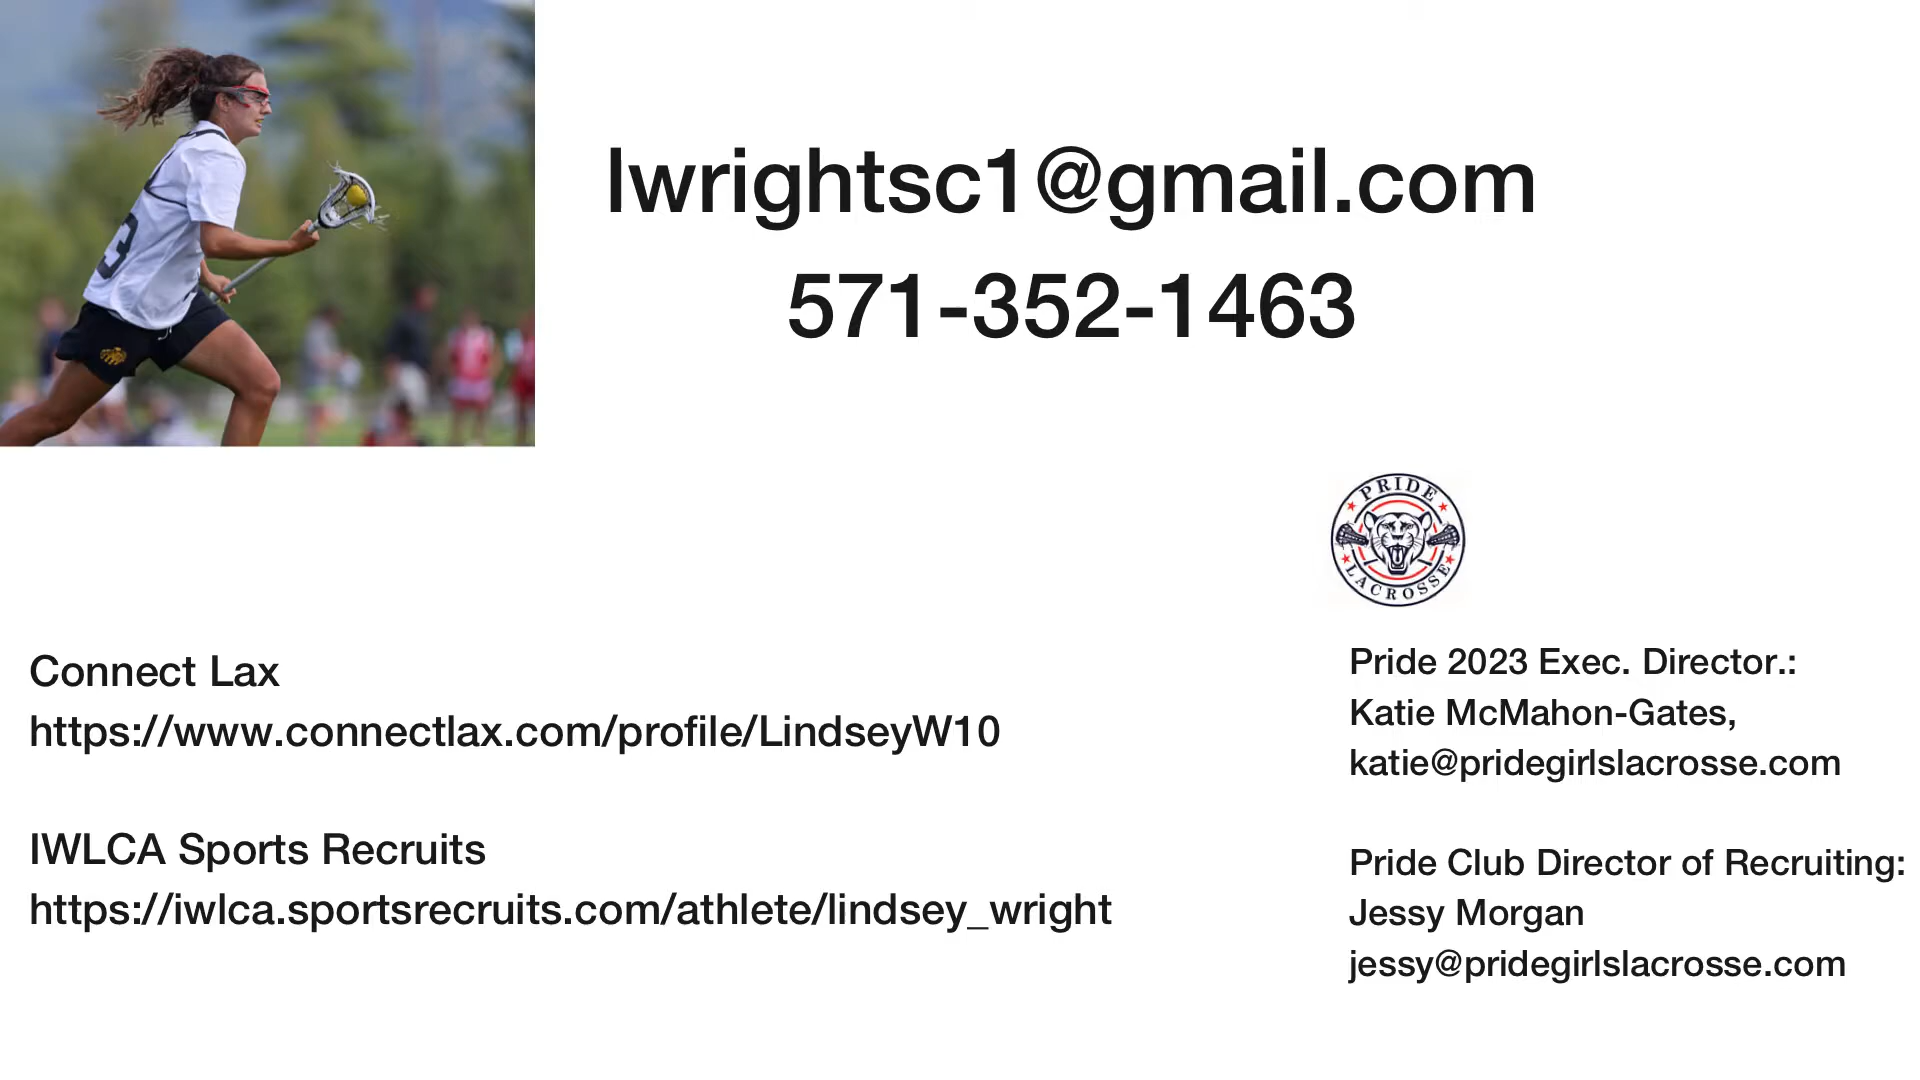 lwrightsc1@gmail.com
571-352-1463
3
PRIDE
LACROSSE
Connect Lax
https://www.connectlax.com/profile/LindseyW10
IWLCA Sports Recruits
https://iwlca.sportsrecruits.com/athlete/lindsey_wright
Pride 2023 Exec. Director.:
Katie McMahon-Gates,
katie@pridegirlslacrosse.com
Pride Club Director of Recruiting:
Jessy Morgan
jessy@pridegirlslacrosse.com